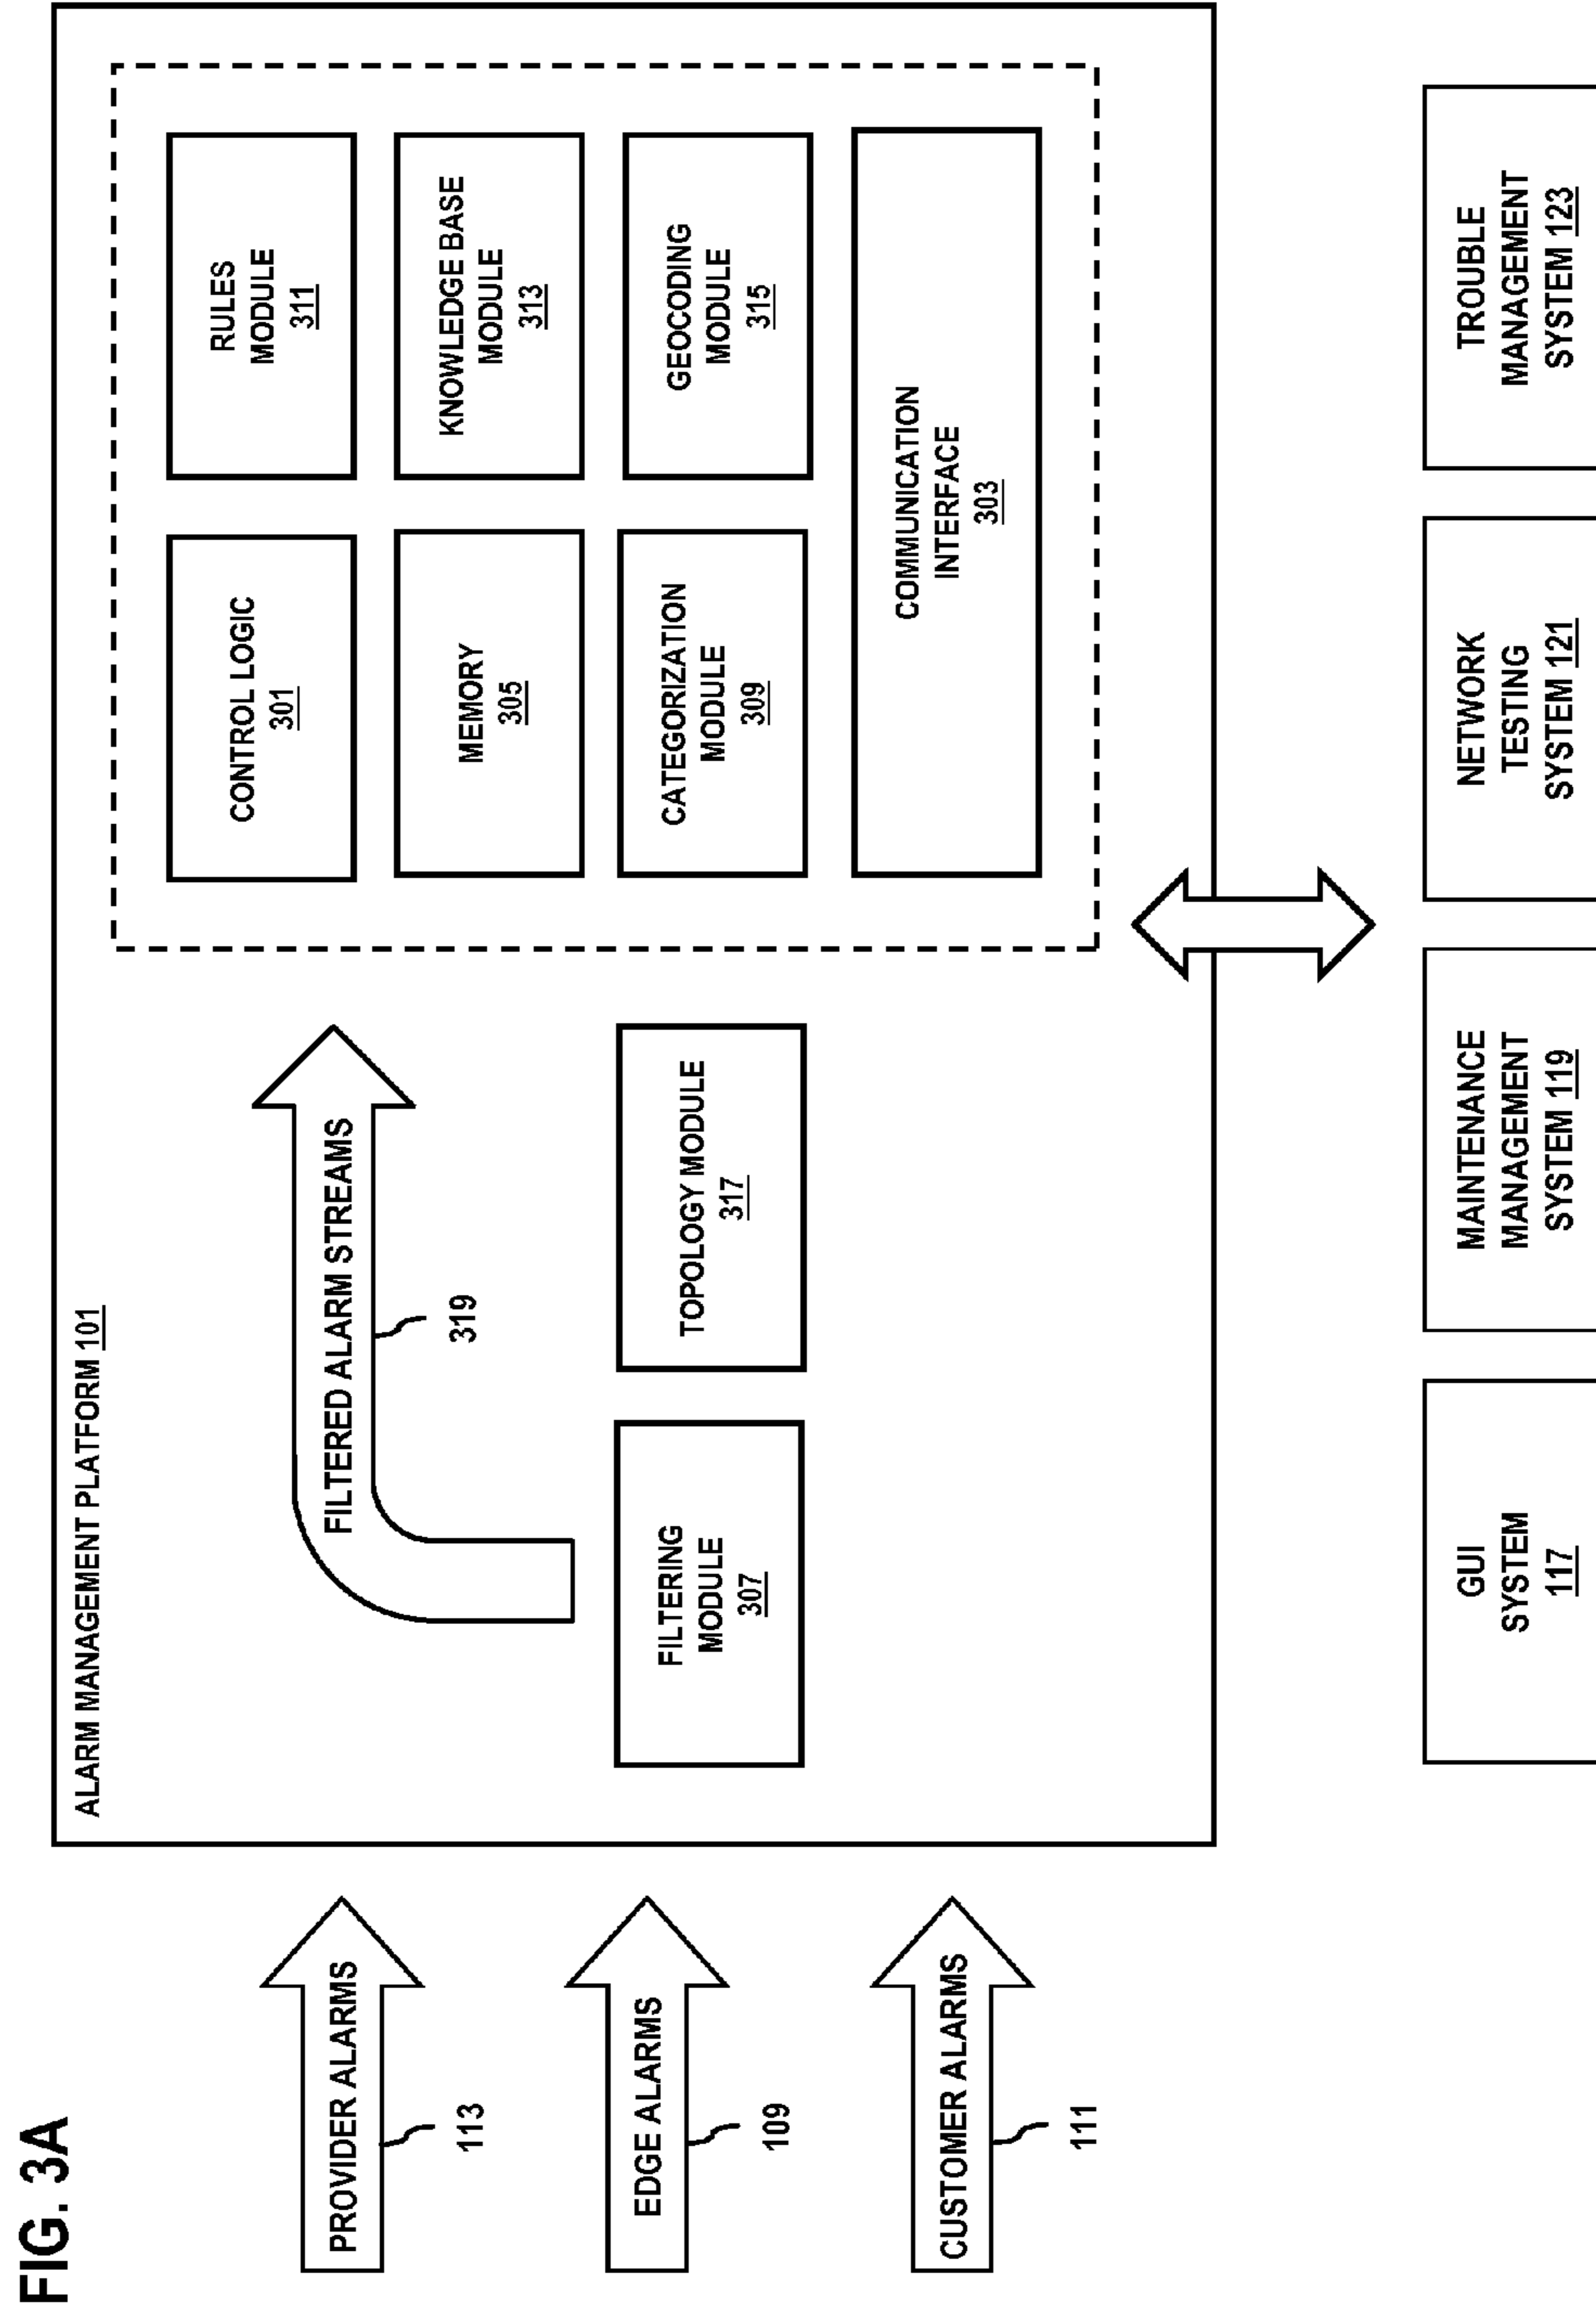 FIG. 3A
ALARM MANAGEMENT PLATFORM 101
PROVIDER ALARMS
113
EDGE ALARMS
109
CUSTOMER ALARMS
111
FILTERED ALARM STREAMS
319
FILTERING
MODULE
307
TOPOLOGY MODULE
317
CONTROL LOGIC
301
RULES
MODULE
311
MEMORY
305
KNOWLEDGE BASE
MODULE
313
CATEGORIZATION
MODULE
309
GEOCODING
MODULE
315
COMMUNICATION
INTERFACE
303
GUI
SYSTEM
117
MAINTENANCE
MANAGEMENT
SYSTEM 119
NETWORK
TESTING
SYSTEM 121
TROUBLE
MANAGEMENT
SYSTEM 123